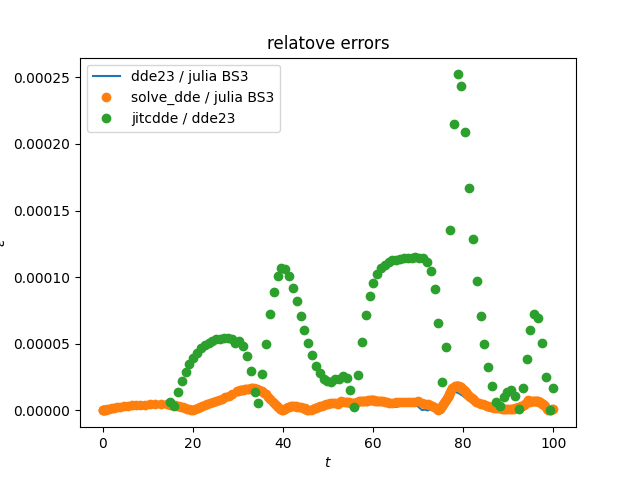 relatove errors
dde23 / julia BS3
solve_dde / julia BS3
jitcdde / dde23
0.00025
0.00020
0.00015
0.00010
0.00005
0.00000
0
20
40
60
80
100
t